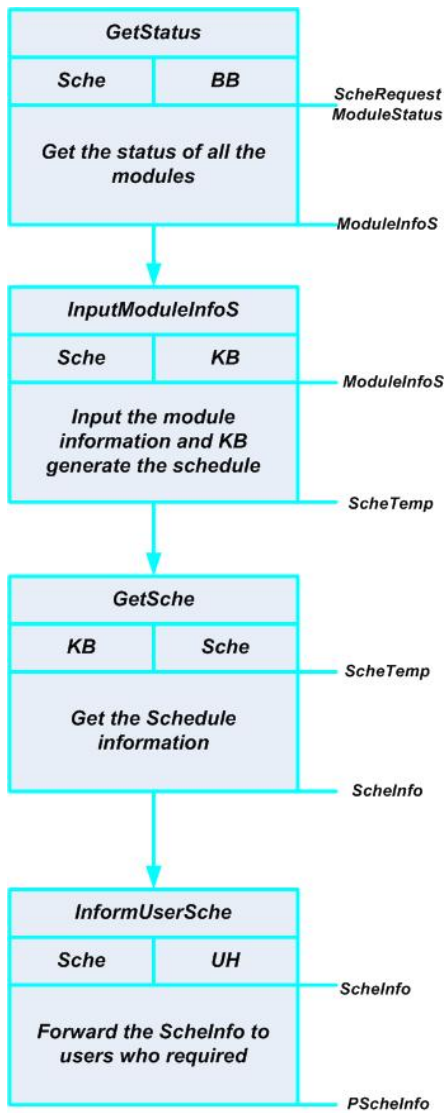 GetStatus
Sche BB
ScheRequest
ModuleStatus
Get the status of all the
modules
ModuleInfoS
InputModuleInfoS
Sche KB
ModuleInfoS
Input the module
information and KB
generate the schedule
ScheTemp
GetSche
KB Sche
ScheTemp
Get the Schedule
information
ScheInfo
InformUserSche
Sche UH
ScheInfo
Forward the ScheInfo to
users who required
PScheInfo